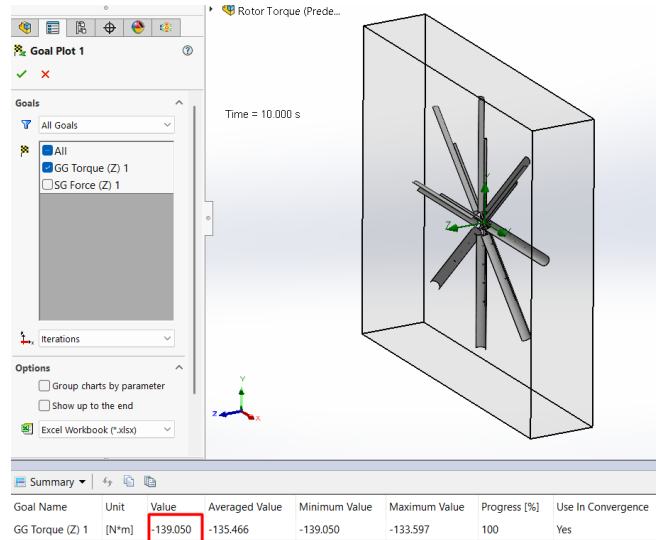 Rotor Torque (Prede...
Goal Plot 1
Time = 10.000 s
Goals
All Goals
All
GG Torque (Z) 1
SG Force (Z) 1
Iterations
Options
Group charts by parameter
Show up to the end
Excel Workbook (*.xlsx)
Y
Z
X
Y
Z
X
Summary
Goal Name Unit Value Averaged Value Minimum Value Maximum Value Progress [%] Use In Convergence
GG Torque (Z) 1 [N*m] -139.050 -135.466 -139.050 -133.597 100 Yes